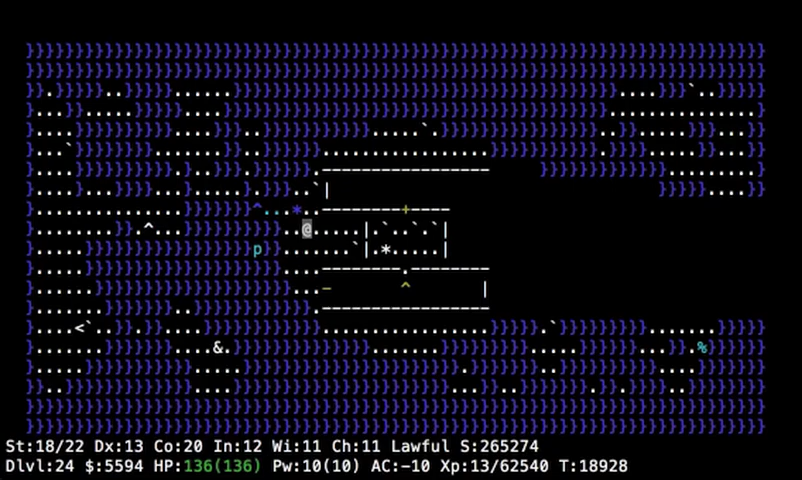 St:18/22 Dx:13 Co:20 In:12 Wi:11 Ch:11 Lawful S:265274
Dlvl:24 $:5594 HP:136(136) Pw:10(10) AC:-10 Xp:13/62540 T:18928